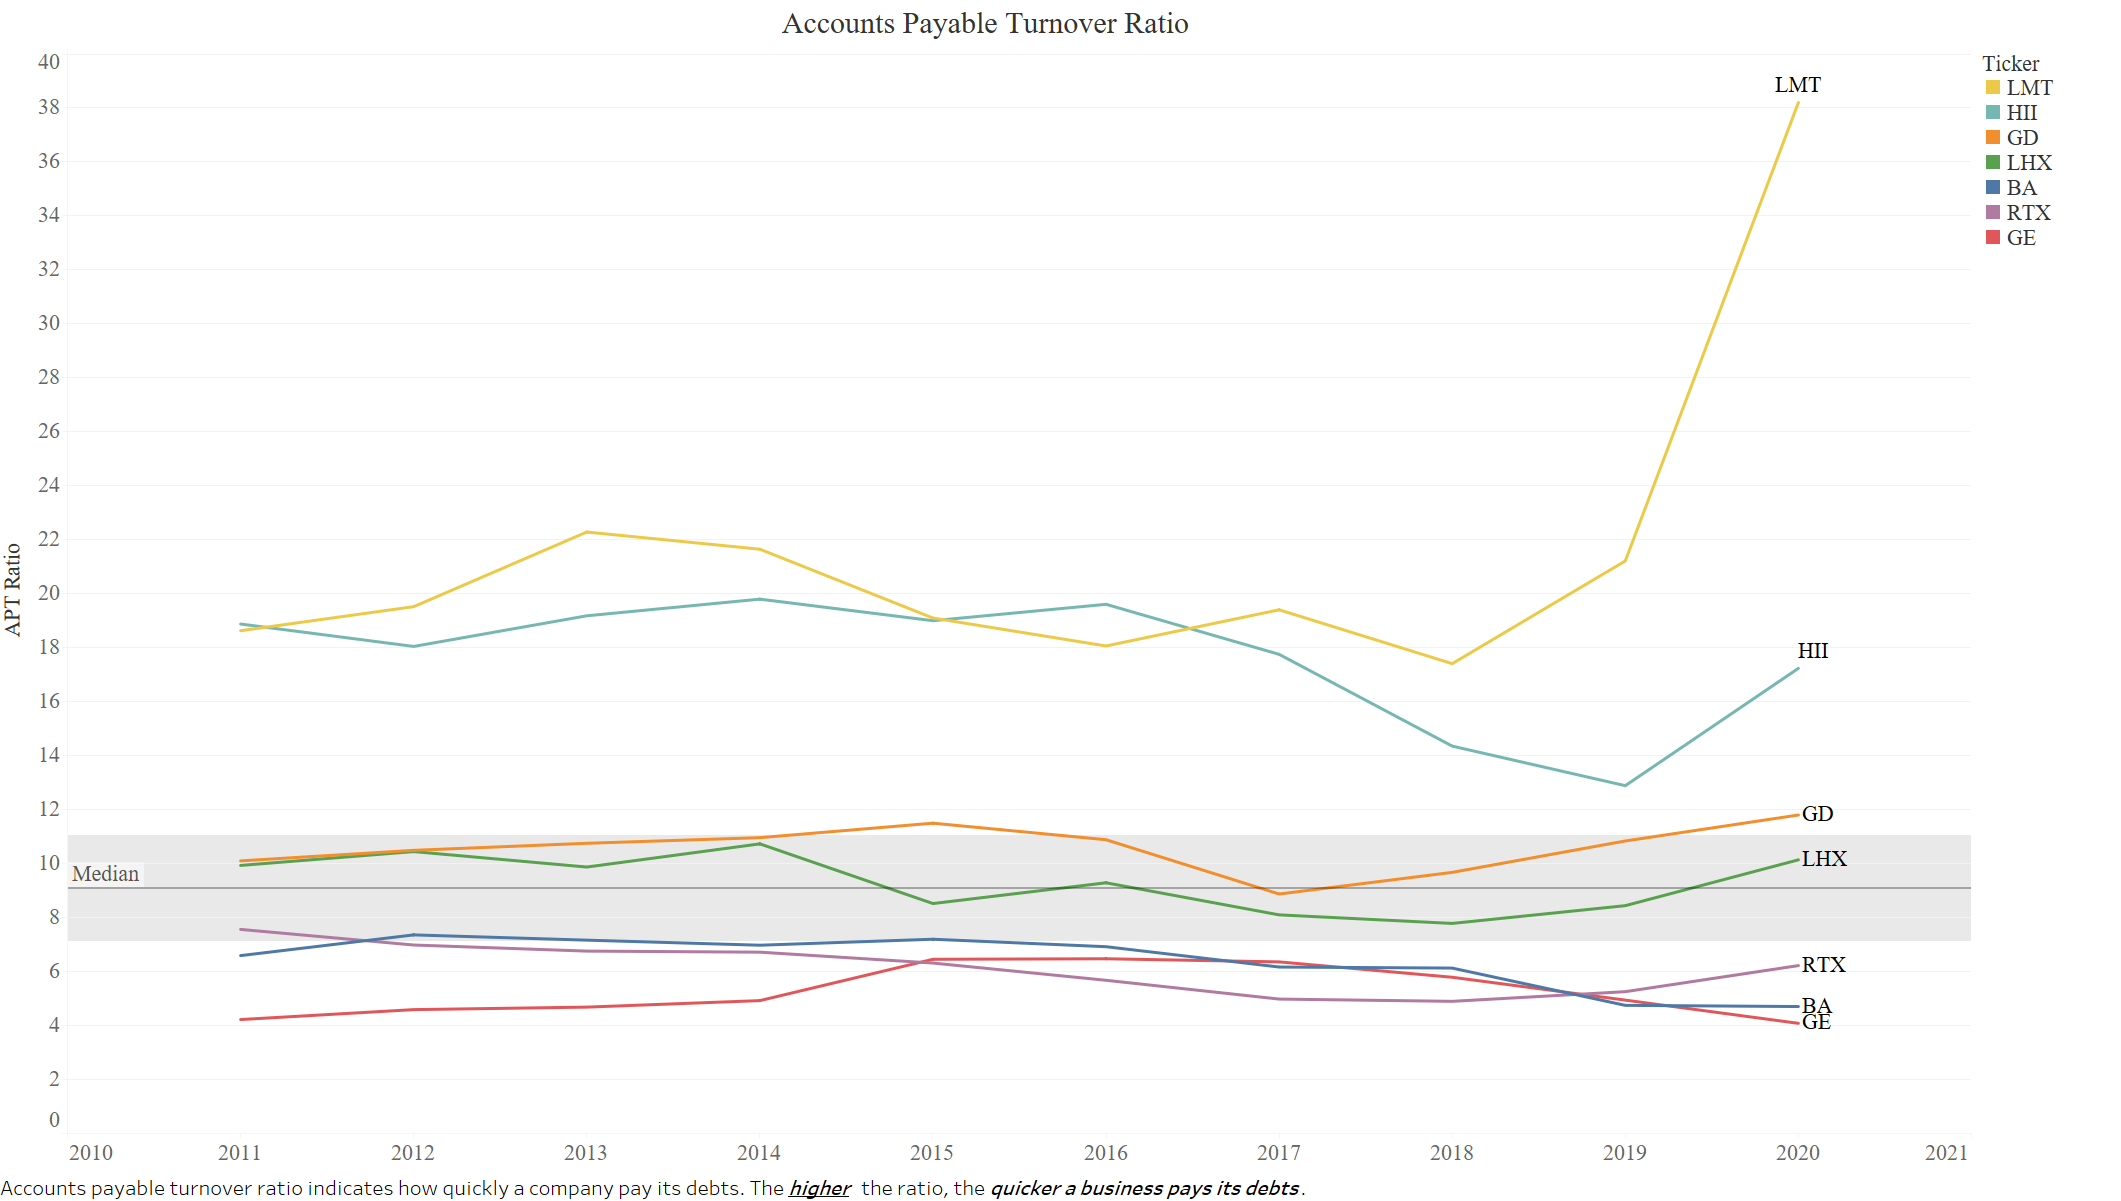 Accounts Payable Turnover Ratio
40
38
36
34
32
30
28
26
24
22
20
18
16
14
12
10
8
6
4
2
0
APT Ratio
Median
LMT
HII
GD
LHX
RTX
BA
GE
Ticker
LMT
HII
GD
LHX
BA
RTX
GE
2010 2011 2012 2013 2014 2015 2016 2017 2018 2019 2020 2021
Accounts payable turnover ratio indicates how quickly a company pay its debts. The higher the ratio, the quicker a business pays its debts.